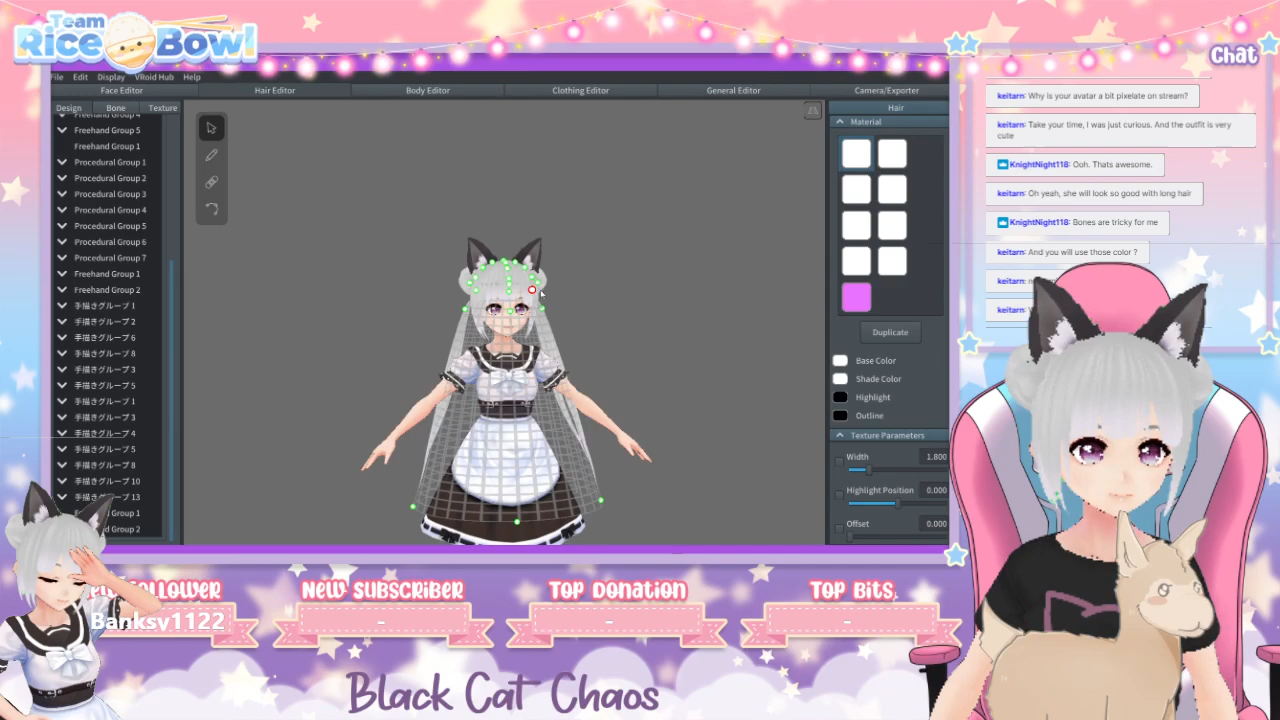 Team
Rice Bowl
File Edit Display VRoid Hub Help
Face Editor Hair Editor Body Editor Clothing Editor General Editor Camera/Exporter
Design Bone Texture
Freehand Group 4
Freehand Group 5
Freehand Group 1
Procedural Group 1
Procedural Group 2
Procedural Group 3
Procedural Group 4
Procedural Group 5
Procedural Group 6
Procedural Group 7
Freehand Group 1
Freehand Group 2
手描きグループ 1
手描きグループ 2
手描きグループ 6
手描きグループ 8
手描きグループ 3
手描きグループ 5
手描きグループ 1
手描きグループ 3
手描きグループ 4
手描きグループ 5
手描きグループ 8
手描きグループ 10
手描きグループ 13
Group 1
d Group 2
Hair
Material
Duplicate
Base Color
Shade Color
Highlight
Outline
Texture Parameters
Width 1.800
Highlight Position 0.000
Offset 0.000
Chat
keitarn: Why is your avatar a bit pixelate on stream?
keitarn: Take your time, I was just curious. And the outfit is very
cute
KnightNight118: Ooh. Thats awesome.
keitarn: Oh yeah, she will look so good with long hair
KnightNight118: Bones are tricky for me
keitarn: And you will use those color ?
keitarn:
keitarn:
FOLLOWER
Banksv1122
NEW SUBSCRIBER
-
TOP DONATION
-
TOP BITS
-
Black Cat Chaos